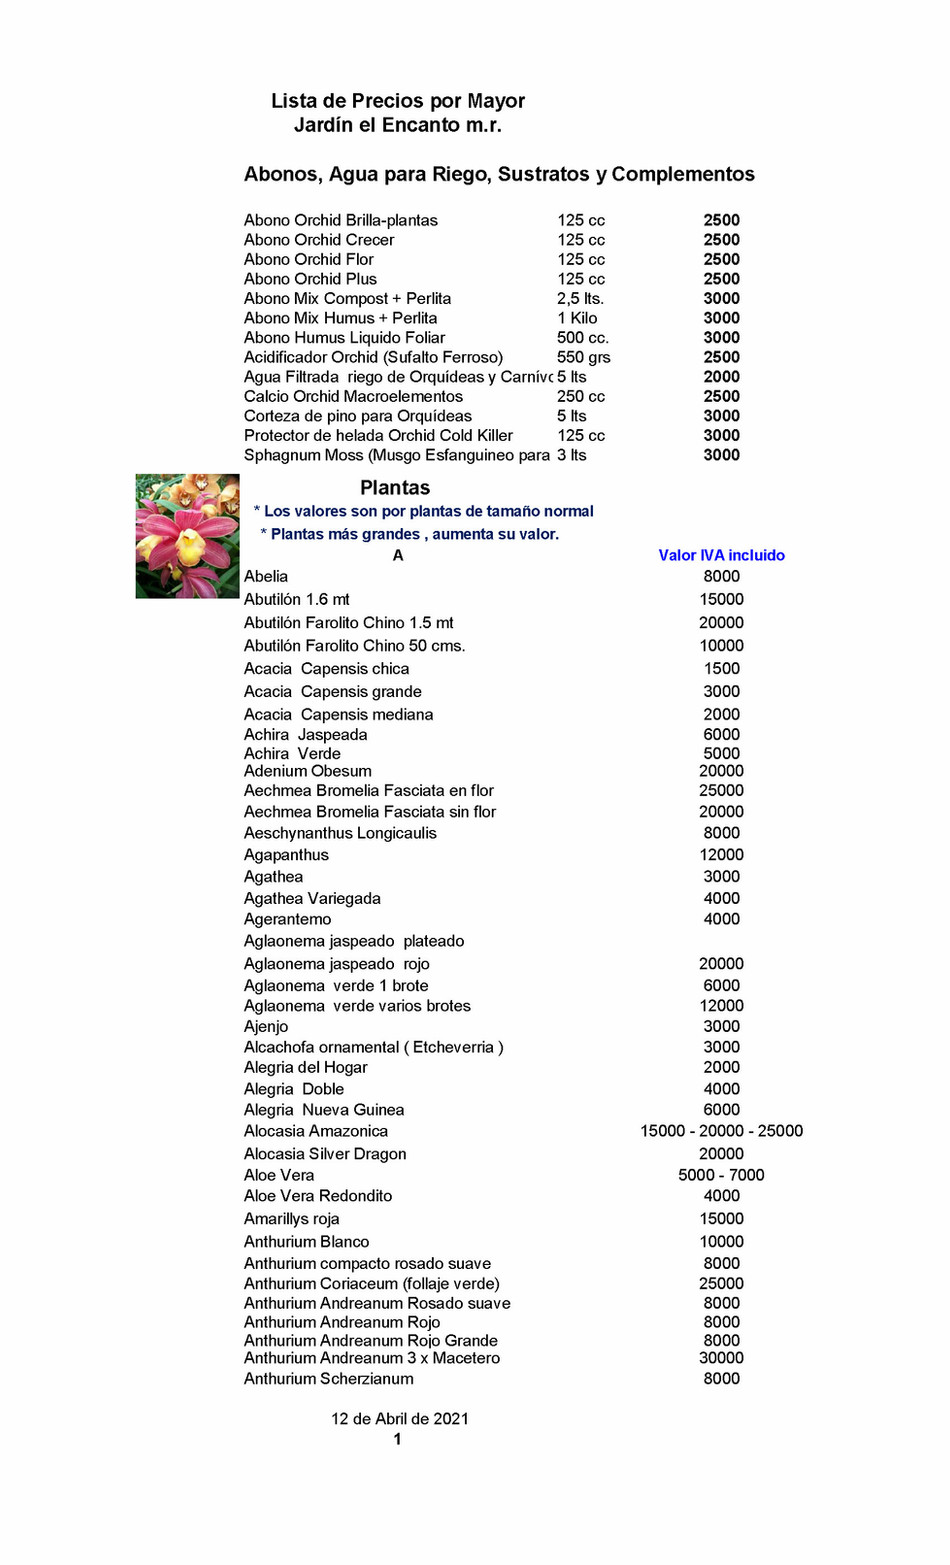 Lista de Precios por Mayor
Jardín el Encanto m.r.
Abonos, Agua para Riego, Sustratos y Complementos
Abono Orchid Brilla-plantas 125 cc 2500
Abono Orchid Crecer 125 cc 2500
Abono Orchid Flor 125 cc 2500
Abono Orchid Plus 125 cc 2500
Abono Mix Compost + Perlita 2,5 lts. 3000
Abono Mix Humus + Perlita 1 Kilo 3000
Abono Humus Liquido Foliar 500 cc. 3000
Acidificador Orchid (Sufalto Ferroso) 550 grs 2500
Agua Filtrada riego de Orquídeas y Carnívo 5 lts 2000
Calcio Orchid Macroelementos 250 cc 2500
Corteza de pino para Orquídeas 5 lts 3000
Protector de helada Orchid Cold Killer 125 cc 3000
Sphagnum Moss (Musgo Esfanguineo para 3 lts 3000
Plantas
* Los valores son por plantas de tamaño normal
* Plantas más grandes , aumenta su valor.
A Valor IVA incluido
Abelia 8000
Abutilón 1.6 mt 15000
Abutilón Farolito Chino 1.5 mt 20000
Abutilón Farolito Chino 50 cms. 10000
Acacia Capensis chica 1500
Acacia Capensis grande 3000
Acacia Capensis mediana 2000
Achira Jaspeada 6000
Achira Verde 5000
Adenium Obesum 20000
Aechmea Bromelia Fasciata en flor 25000
Aechmea Bromelia Fasciata sin flor 20000
Aeschynanthus Longicaulis 8000
Agapanthus 12000
Agathea 3000
Agathea Variegada 4000
Agerantemo 4000
Aglaonema jaspeado plateado
Aglaonema jaspeado rojo 20000
Aglaonema verde 1 brote 6000
Aglaonema verde varios brotes 12000
Ajenjo 3000
Alcachofa ornamental ( Etcheverria ) 3000
Alegria del Hogar 2000
Alegria Doble 4000
Alegria Nueva Guinea 6000
Alocasia Amazonica 15000 - 20000 - 25000
Alocasia Silver Dragon 20000
Aloe Vera 5000 - 7000
Aloe Vera Redondito 4000
Amarillys roja 15000
Anthurium Blanco 10000
Anthurium compacto rosado suave 8000
Anthurium Coriaceum (follaje verde) 25000
Anthurium Andreanum Rosado suave 8000
Anthurium Andreanum Rojo 8000
Anthurium Andreanum Rojo Grande 8000
Anthurium Andreanum 3 x Macetero 30000
Anthurium Scherzianum 8000
12 de Abril de 2021
1